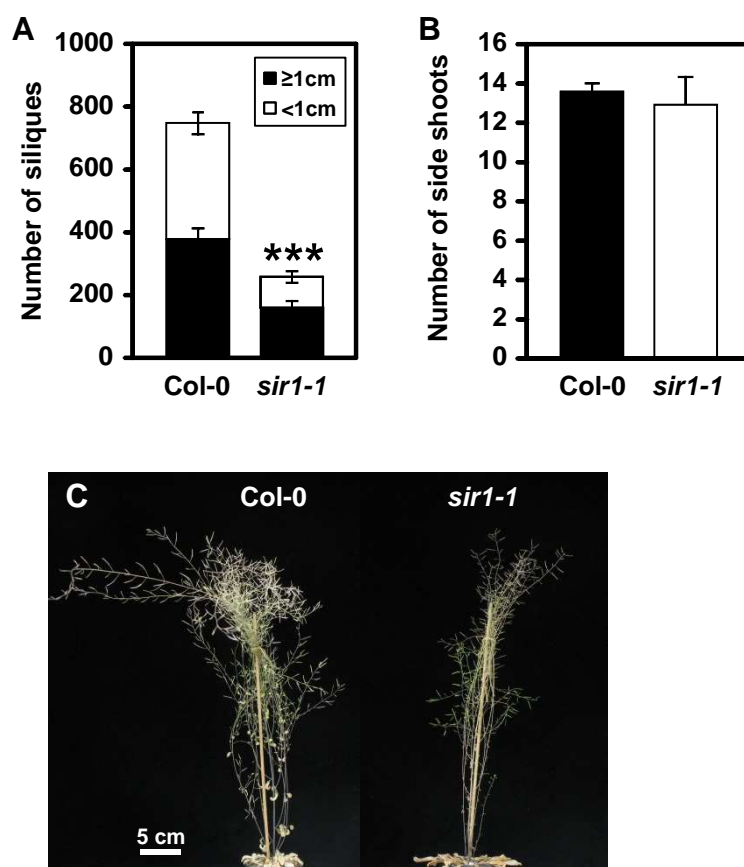 A
Number of siliques
1000
800
600
400
200
0
≥1cm
<1cm
***
Col-0 sir1-1
B
Number of side shoots
16
14
12
10
8
6
4
2
0
Col-0 sir1-1
C Col-0 sir1-1
5 cm